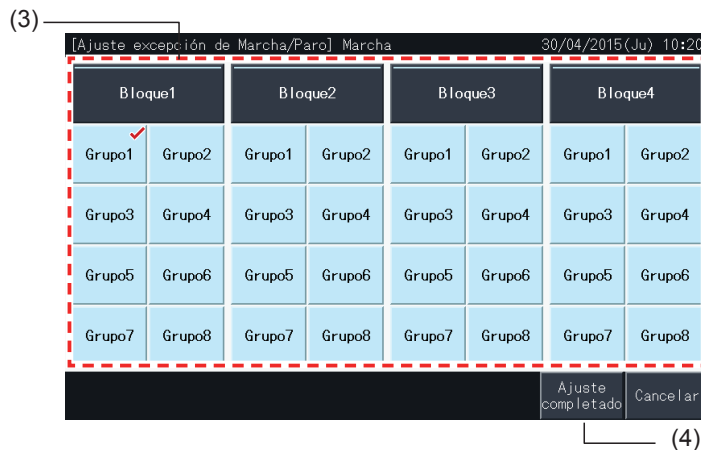 (3)
[Ajuste excepción de Marcha/Paro] Marcha 30/04/2015(Ju) 10:20
Bloque1 Bloque2 Bloque3 Bloque4
Grupo1 Grupo2 Grupo1 Grupo2 Grupo1 Grupo2 Grupo1 Grupo2
Grupo3 Grupo4 Grupo3 Grupo4 Grupo3 Grupo4 Grupo3 Grupo4
Grupo5 Grupo6 Grupo5 Grupo6 Grupo5 Grupo6 Grupo5 Grupo6
Grupo7 Grupo8 Grupo7 Grupo8 Grupo7 Grupo8 Grupo7 Grupo8
Ajuste
completado Cancelar
(4)